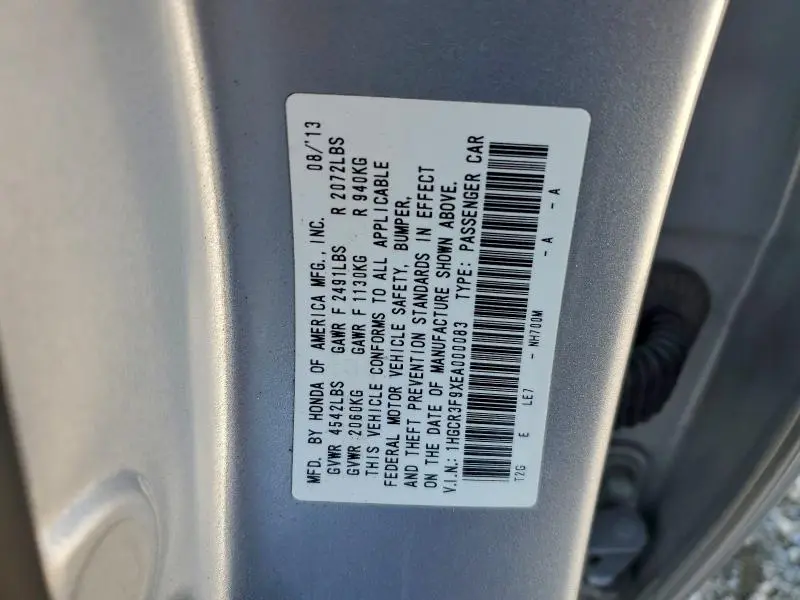 MFD. BY HONDA OF AMERICA MFG., INC. 08/'13
GVWR 4542LBS GAWR F 2491LBS R 2072LBS
GVWR 2060KG GAWR F 1130KG R 940KG
THIS VEHICLE CONFORMS TO ALL APPLICABLE
FEDERAL MOTOR VEHICLE SAFETY, BUMPER,
AND THEFT PREVENTION STANDARDS IN EFFECT
ON THE DATE OF MANUFACTURE SHOWN ABOVE.
V.I.N.: 1HGCR3F9XEA000083 TYPE: PASSENGER CAR
T2G E LE7 - NH700M - A - A